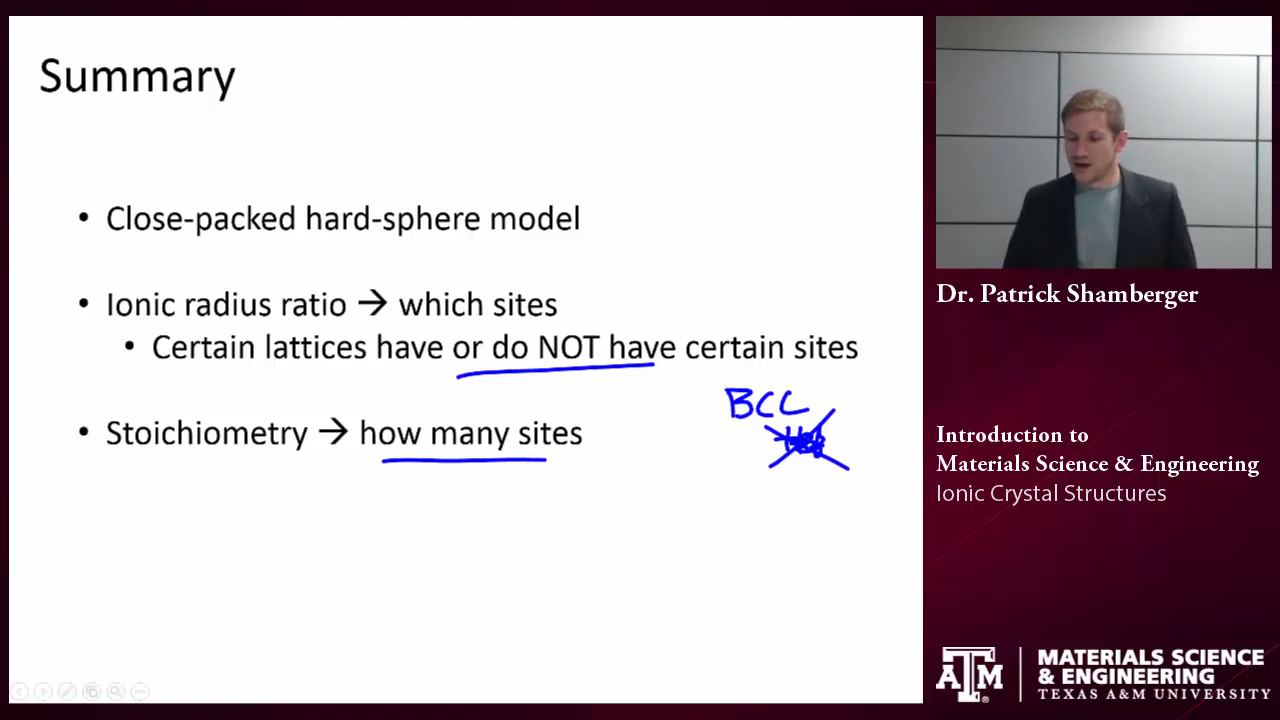 Summary
• Close-packed hard-sphere model
• Ionic radius ratio → which sites
• Certain lattices have or do NOT have certain sites
BCC
• Stoichiometry → how many sites
Dr. Patrick Shamberger
Introduction to
Materials Science & Engineering
Ionic Crystal Structures
ATM
MATERIALS SCIENCE
& ENGINEERING
TEXAS A&M UNIVERSITY